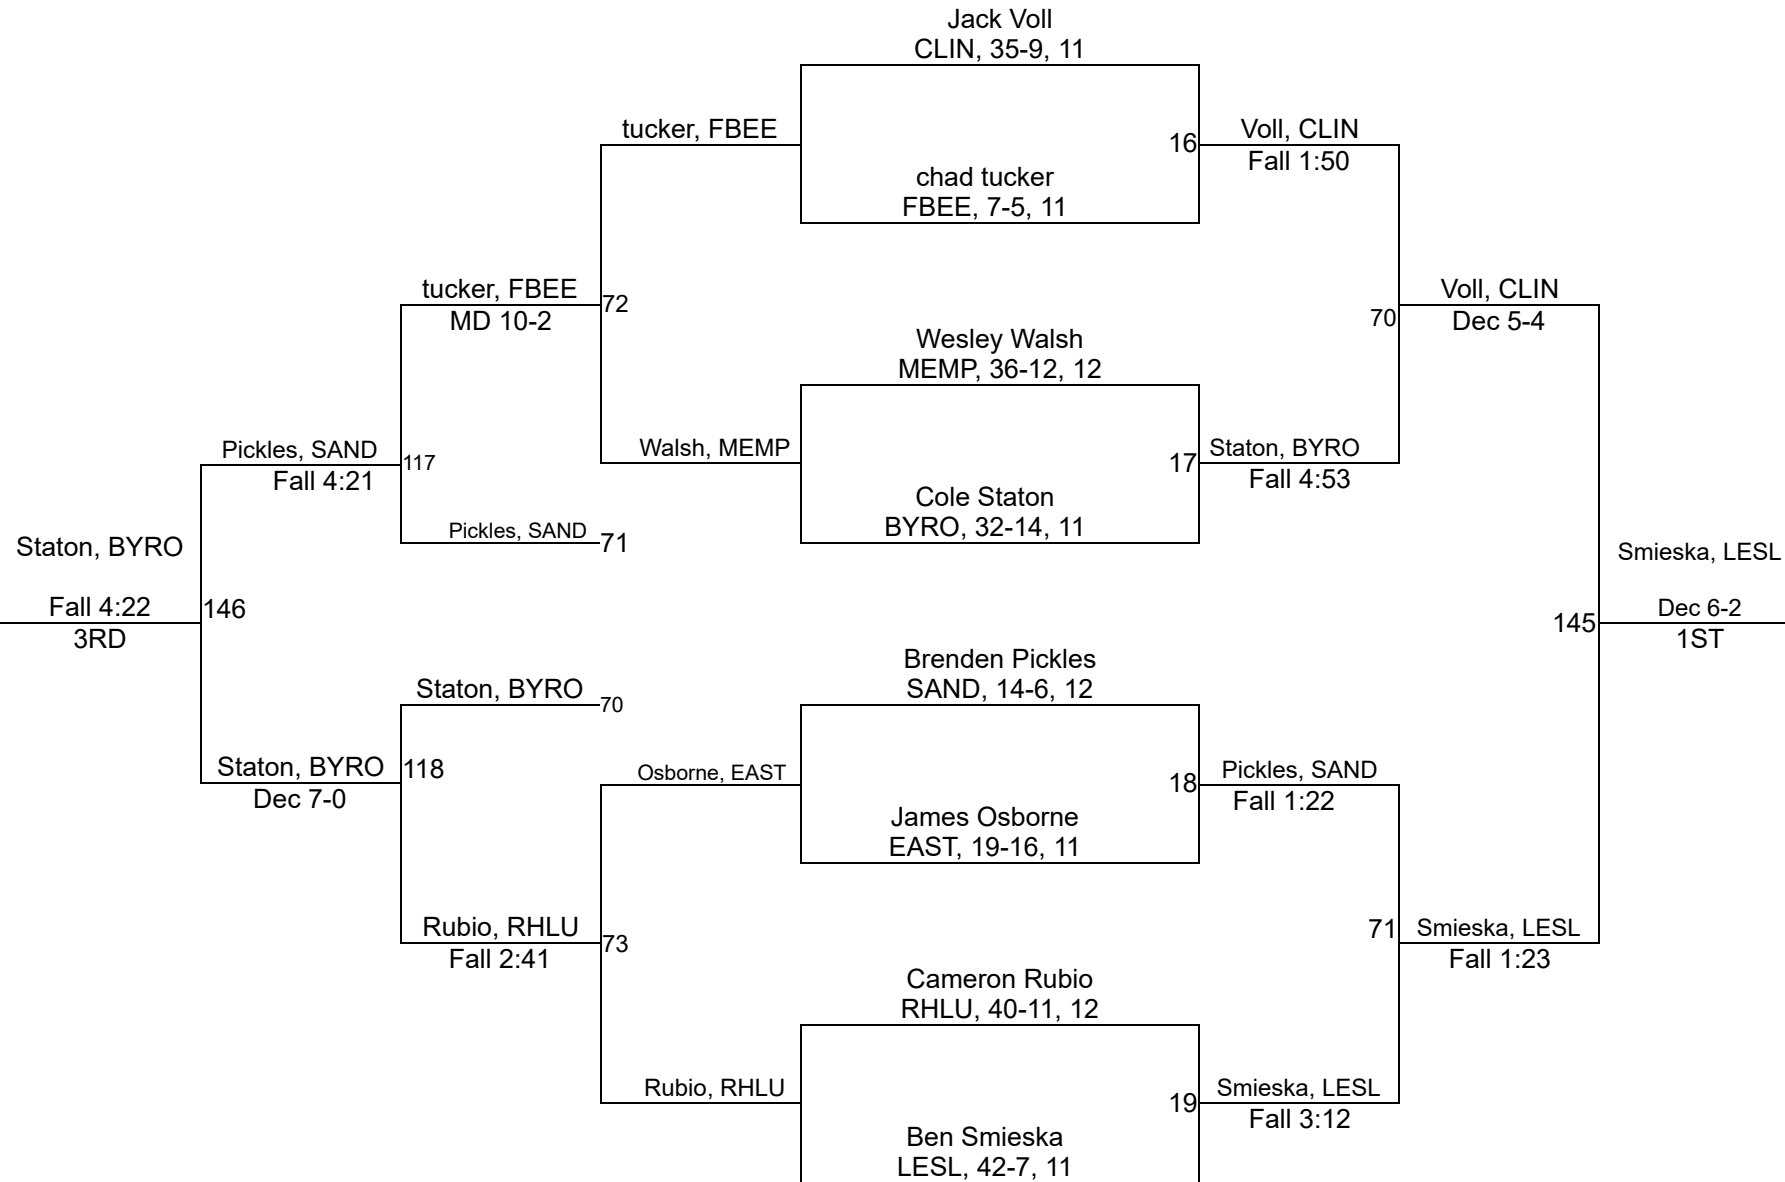 Jack Voll
CLIN, 35-9, 11
tucker, FBEE
16
Voll, CLIN
Fall 1:50
chad tucker
FBEE, 7-5, 11
tucker, FBEE
MD 10-2
72
Voll, CLIN
Dec 5-4
70
Wesley Walsh
MEMP, 36-12, 12
Pickles, SAND
Fall 4:21
117
Walsh, MEMP
17
Staton, BYRO
Fall 4:53
Cole Staton
BYRO, 32-14, 11
Pickles, SAND
71
Staton, BYRO
Fall 4:22
3RD
146
Smieska, LESL
Dec 6-2
1ST
145
Brenden Pickles
SAND, 14-6, 12
Staton, BYRO
70
Staton, BYRO
Dec 7-0
118
Osborne, EAST
18
Pickles, SAND
Fall 1:22
James Osborne
EAST, 19-16, 11
Rubio, RHLU
Fall 2:41
73
71
Smieska, LESL
Fall 1:23
Cameron Rubio
RHLU, 40-11, 12
Rubio, RHLU
19
Smieska, LESL
Fall 3:12
Ben Smieska
LESL, 42-7, 11